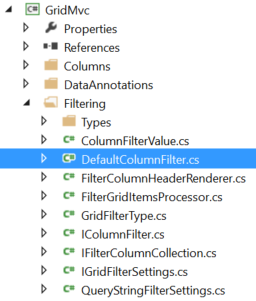 GridMvc
Properties
References
Columns
DataAnnotations
Filtering
Types
ColumnFilterValue.cs
DefaultColumnFilter.cs
FilterColumnHeaderRenderer.cs
FilterGridItemsProcessor.cs
GridFilterType.cs
IColumnFilter.cs
IFilterColumnCollection.cs
IGridFilterSettings.cs
QueryStringFilterSettings.cs